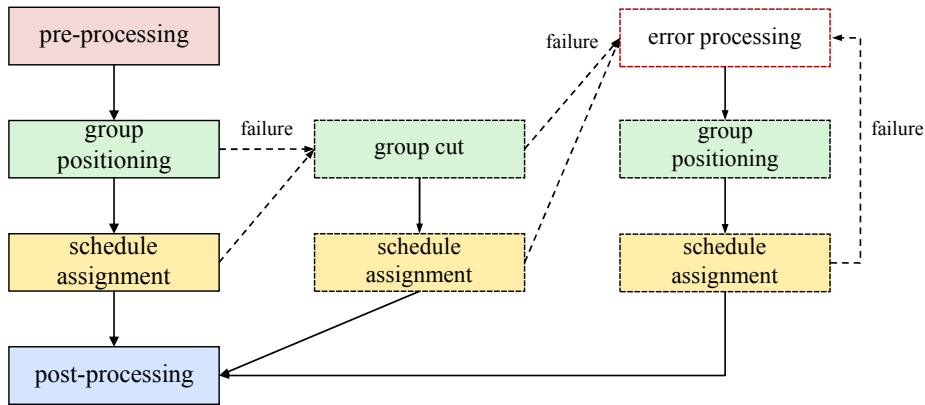 pre-processing
group
positioning
schedule
assignment
post-processing
failure
group cut
schedule
assignment
failure
error processing
group
positioning
schedule
assignment
failure